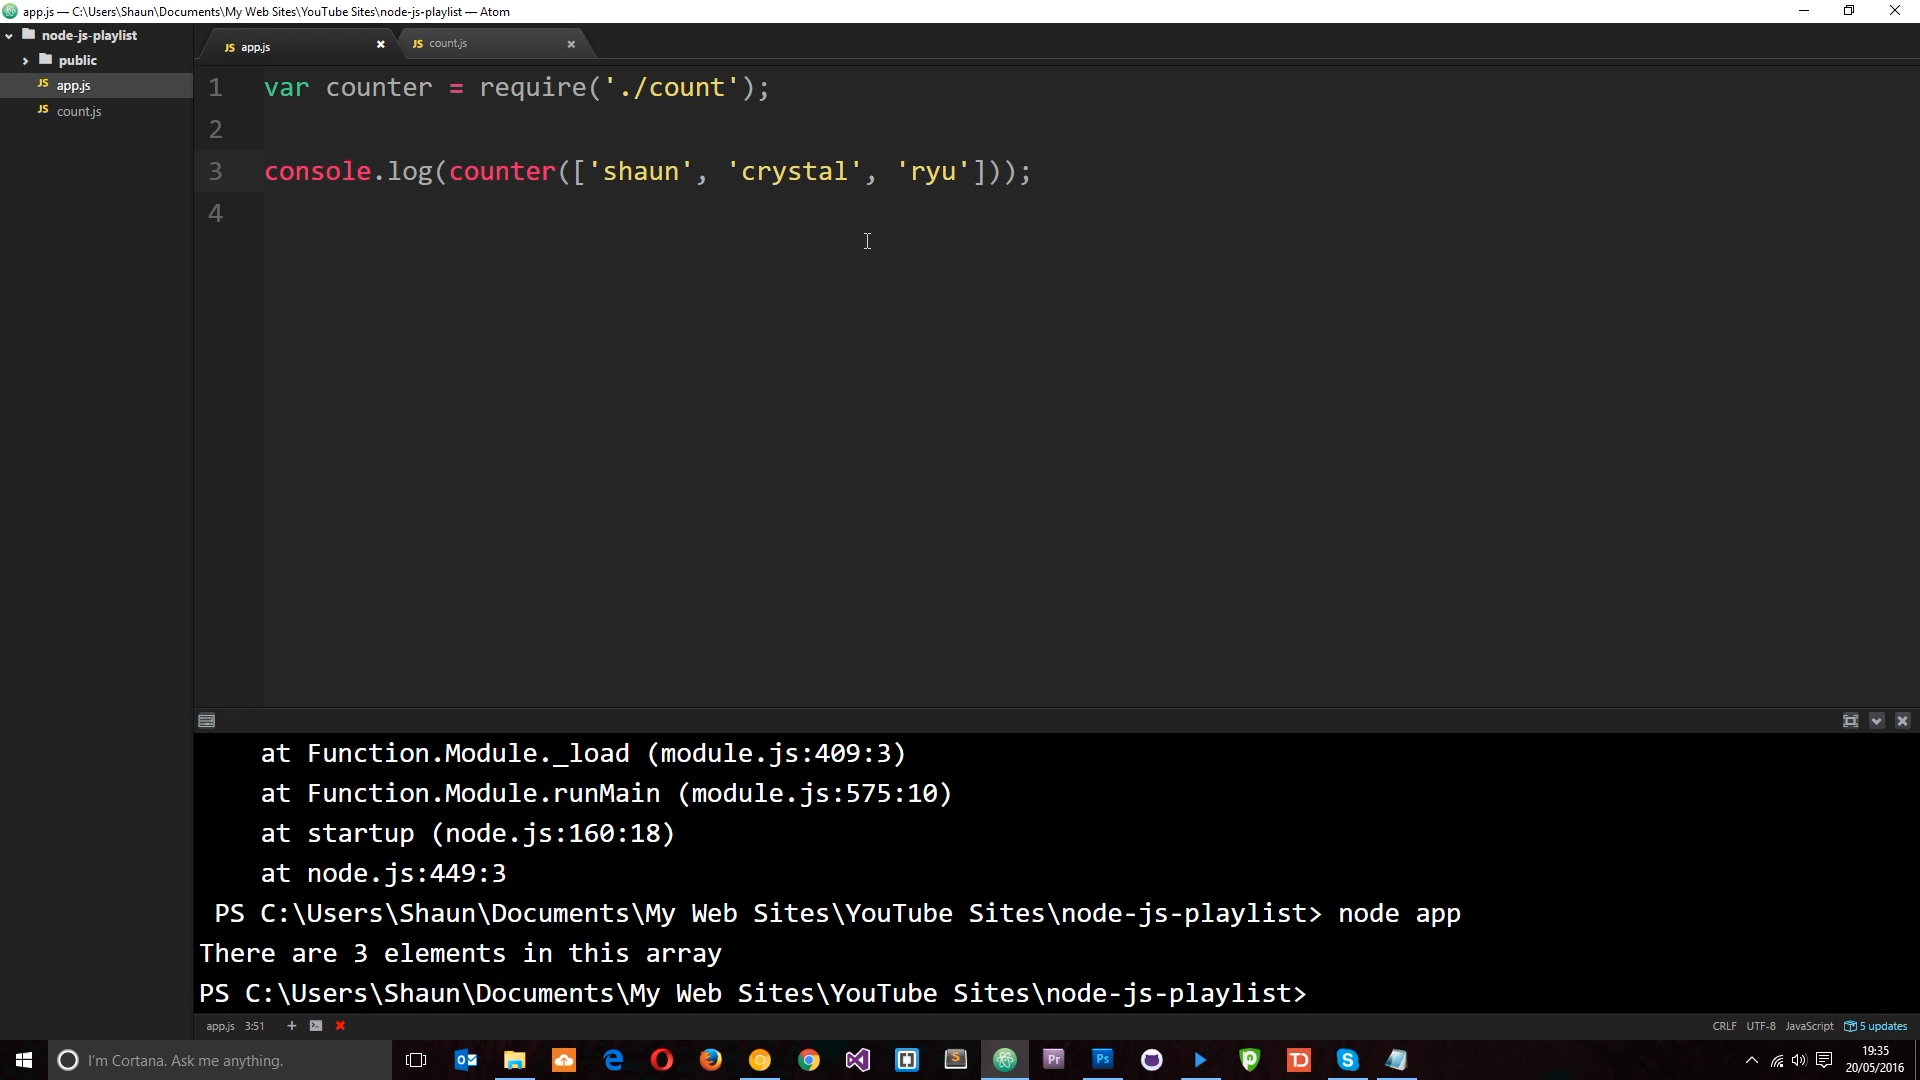 app.js — C:\Users\Shaun\Documents\My Web Sites\YouTube Sites\node-js-playlist — Atom
node-js-playlist
public
app.js
count.js
JS app.js
JS count.js
1 var counter = require('./count');
2
3 console.log(counter(['shaun', 'crystal', 'ryu']));
4
at Function.Module._load (module.js:409:3)
at Function.Module.runMain (module.js:575:10)
at startup (node.js:160:18)
at node.js:449:3
PS C:\Users\Shaun\Documents\My Web Sites\YouTube Sites\node-js-playlist> node app
There are 3 elements in this array
PS C:\Users\Shaun\Documents\My Web Sites\YouTube Sites\node-js-playlist>
app.js 3:51
CRLF UTF-8 JavaScript 5 updates
I'm Cortana. Ask me anything.
Pr
Ps
TD
19:35
20/05/2016